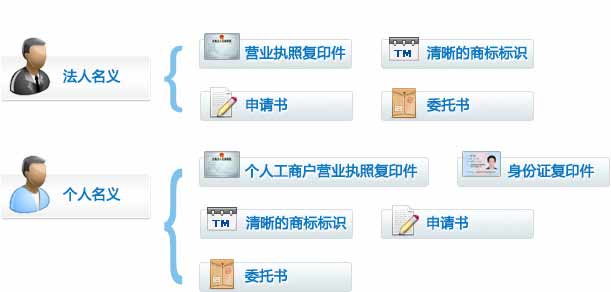 法人名义
营业执照复印件
TM 清晰的商标标识
申请书
委托书
个人名义
个人工商户营业执照复印件
身份证复印件
TM 清晰的商标标识
申请书
委托书